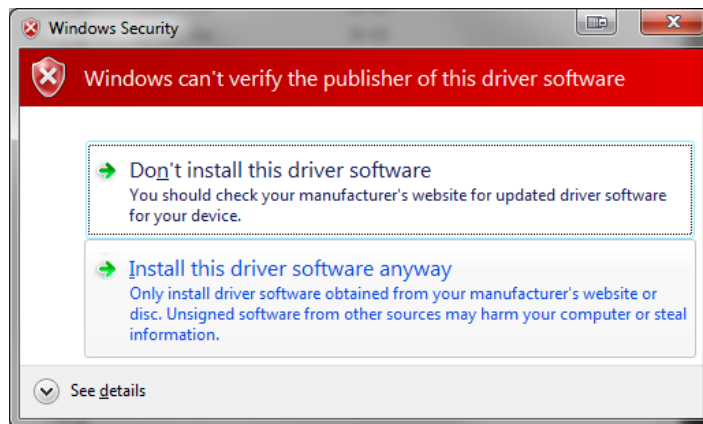 Windows Security
Windows can't verify the publisher of this driver software
Don't install this driver software
You should check your manufacturer's website for updated driver software
for your device.
Install this driver software anyway
Only install driver software obtained from your manufacturer's website or
disc. Unsigned software from other sources may harm your computer or steal
information.
See details